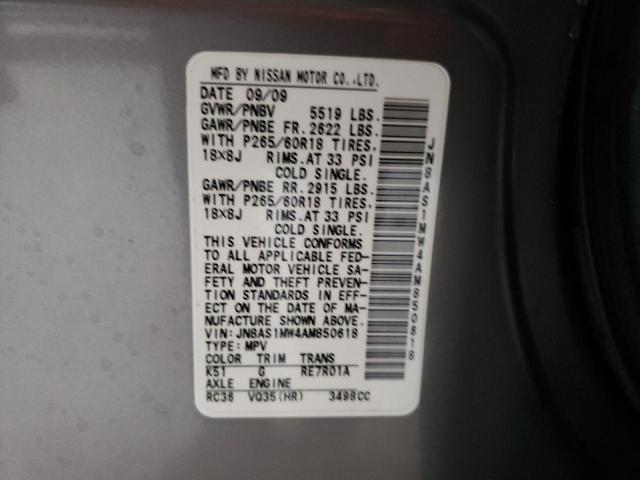 MFD BY NISSAN MOTOR CO.,LTD.
DATE 09/09
GVWR/PNBV 5519 LBS.
GAWR/PNBE FR. 2622 LBS.
WITH P265/60R18 TIRES.
18X8J RIMS.AT 33 PSI
COLD SINGLE.
GAWR/PNBE RR. 2915 LBS.
WITH P265/60R18 TIRES.
18X8J RIMS.AT 33 PSI
COLD SINGLE.
THIS VEHICLE CONFORMS
TO ALL APPLICABLE FED-
ERAL MOTOR VEHICLE SA-
FETY AND THEFT PREVEN-
TION STANDARDS IN EFF-
ECT ON THE DATE OF MA-
NUFACTURE SHOWN ABOVE.
VIN:JN8AS1MW4AM850618
TYPE:MPV
COLOR TRIM TRANS
K51 G RE7R01A
AXLE ENGINE
RC36 VQ35(HR) 3498CC
JN8AS1MW4AM850618